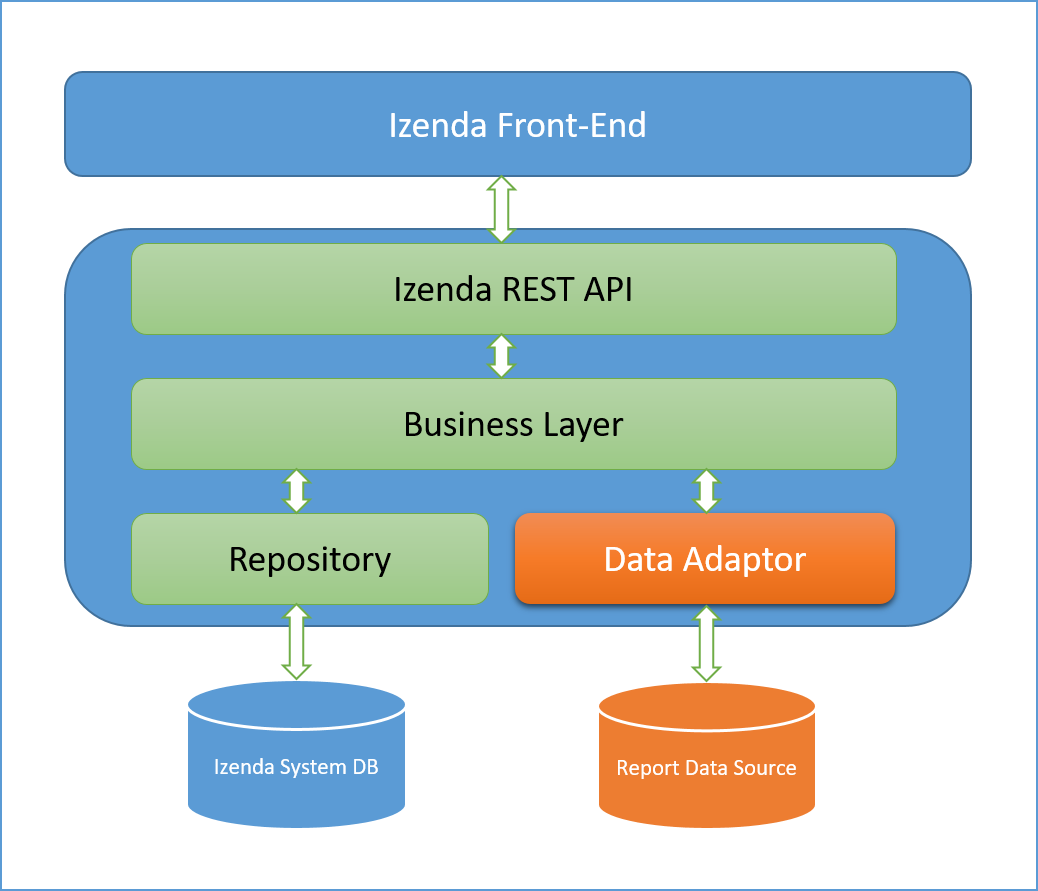 Izenda Front-End
Izenda REST API
Business Layer
Repository
Data Adaptor
Izenda System DB
Report Data Source